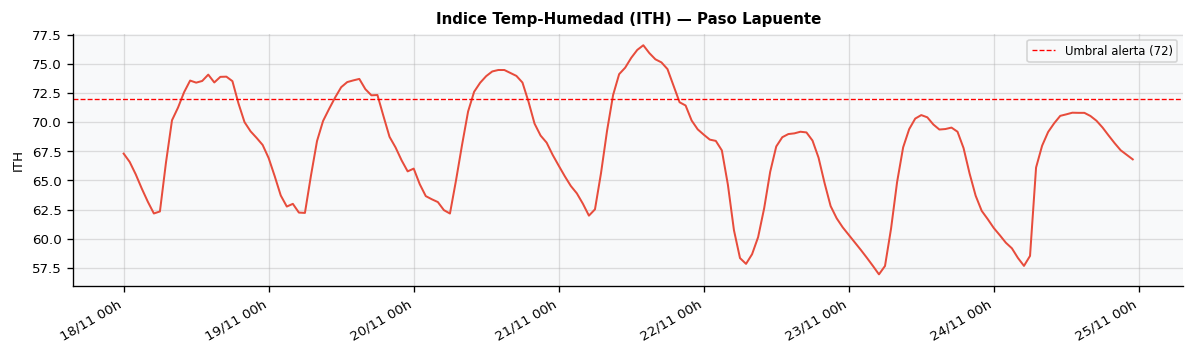 Indice Temp-Humedad (ITH) — Paso Lapuente
Umbral alerta (72)
ITH
77.5
75.0
72.5
70.0
67.5
65.0
62.5
60.0
57.5
18/11 00h
19/11 00h
20/11 00h
21/11 00h
22/11 00h
23/11 00h
24/11 00h
25/11 00h